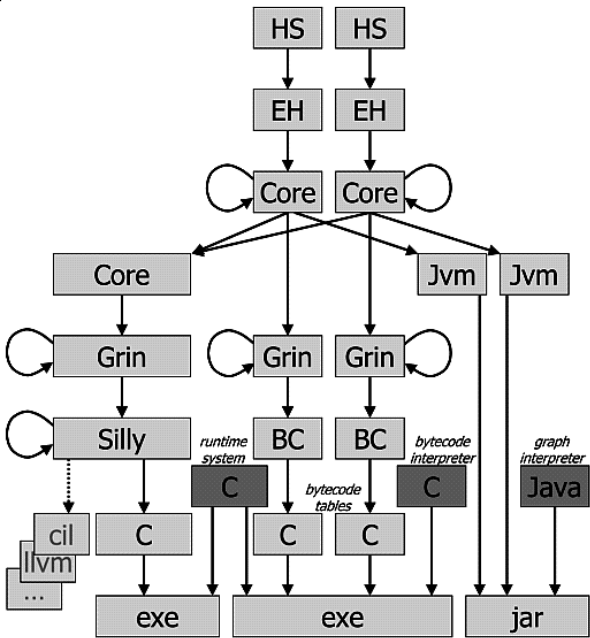 HS HS
EH EH
Core Core
Core Jvm Jvm
Grin Grin Grin
Silly BC BC
runtime system
bytecode interpreter
graph interpreter
C C Java
bytecode tables
cil C C C
llvm
...
exe exe jar